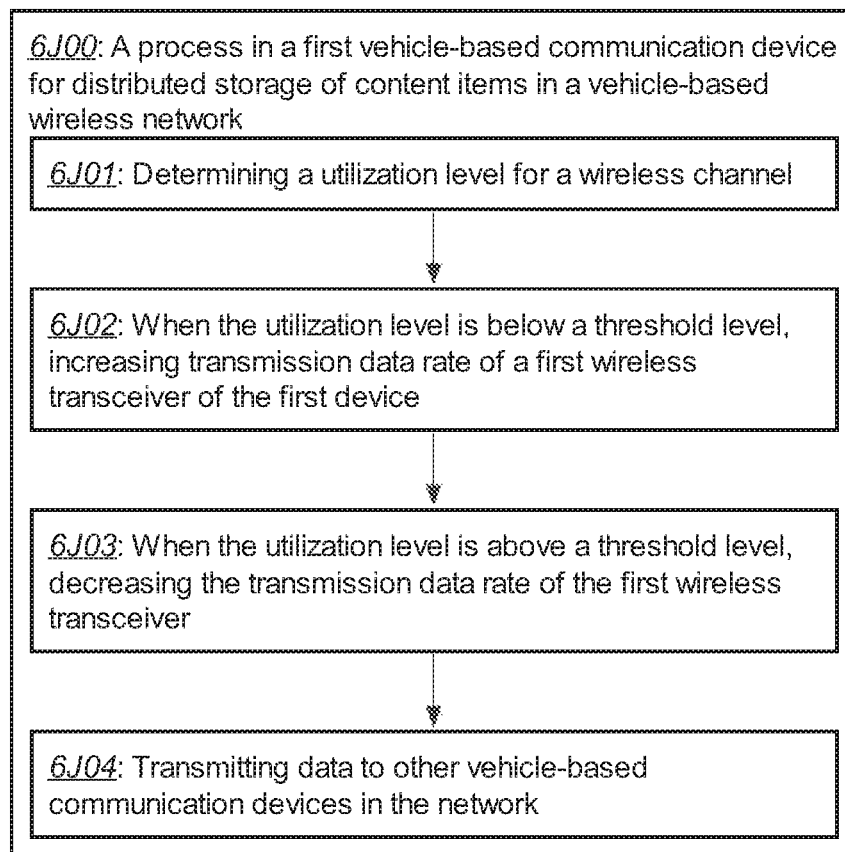 6J00: A process in a first vehicle-based communication device
for distributed storage of content items in a vehicle-based
wireless network
6J01: Determining a utilization level for a wireless channel
6J02: When the utilization level is below a threshold level,
increasing transmission data rate of a first wireless
transceiver of the first device
6J03: When the utilization level is above a threshold level,
decreasing the transmission data rate of the first wireless
transceiver
6J04: Transmitting data to other vehicle-based
communication devices in the network